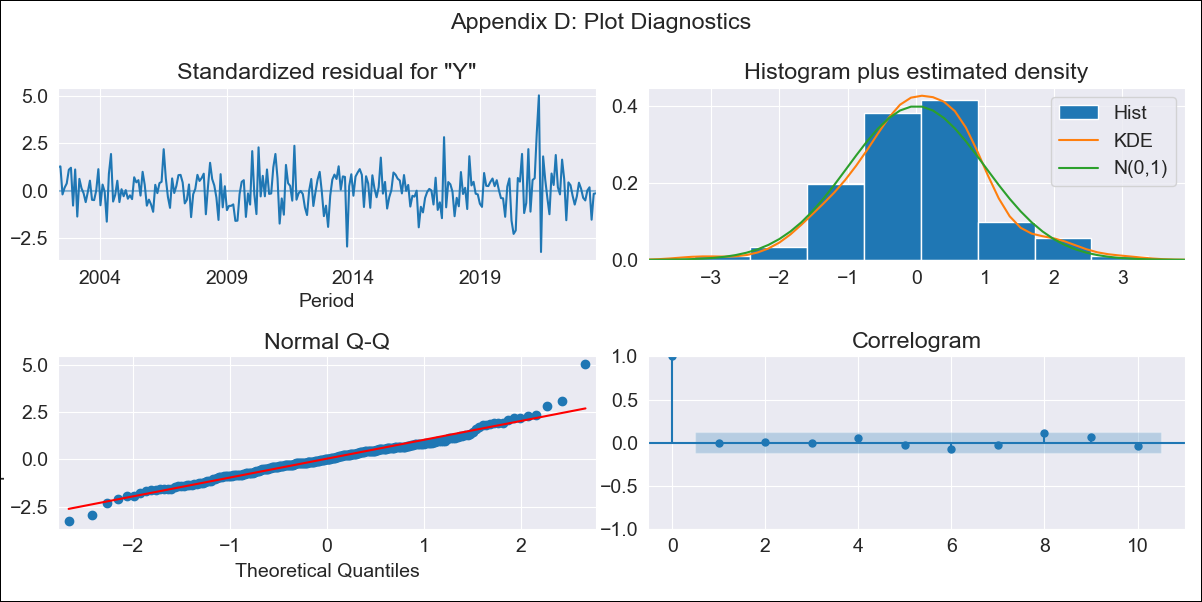 Appendix D: Plot Diagnostics
Standardized residual for "Y"
5.0
2.5
0.0
−2.5
2004 2009 2014 2019
Period
Histogram plus estimated density
0.4
0.2
0.0
−3 −2 −1 0 1 2 3
Hist
KDE
N(0,1)
Normal Q-Q
5.0
2.5
0.0
−2.5
−2 −1 0 1 2
Theoretical Quantiles
Correlogram
1.0
0.5
0.0
−0.5
−1.0
0 2 4 6 8 10